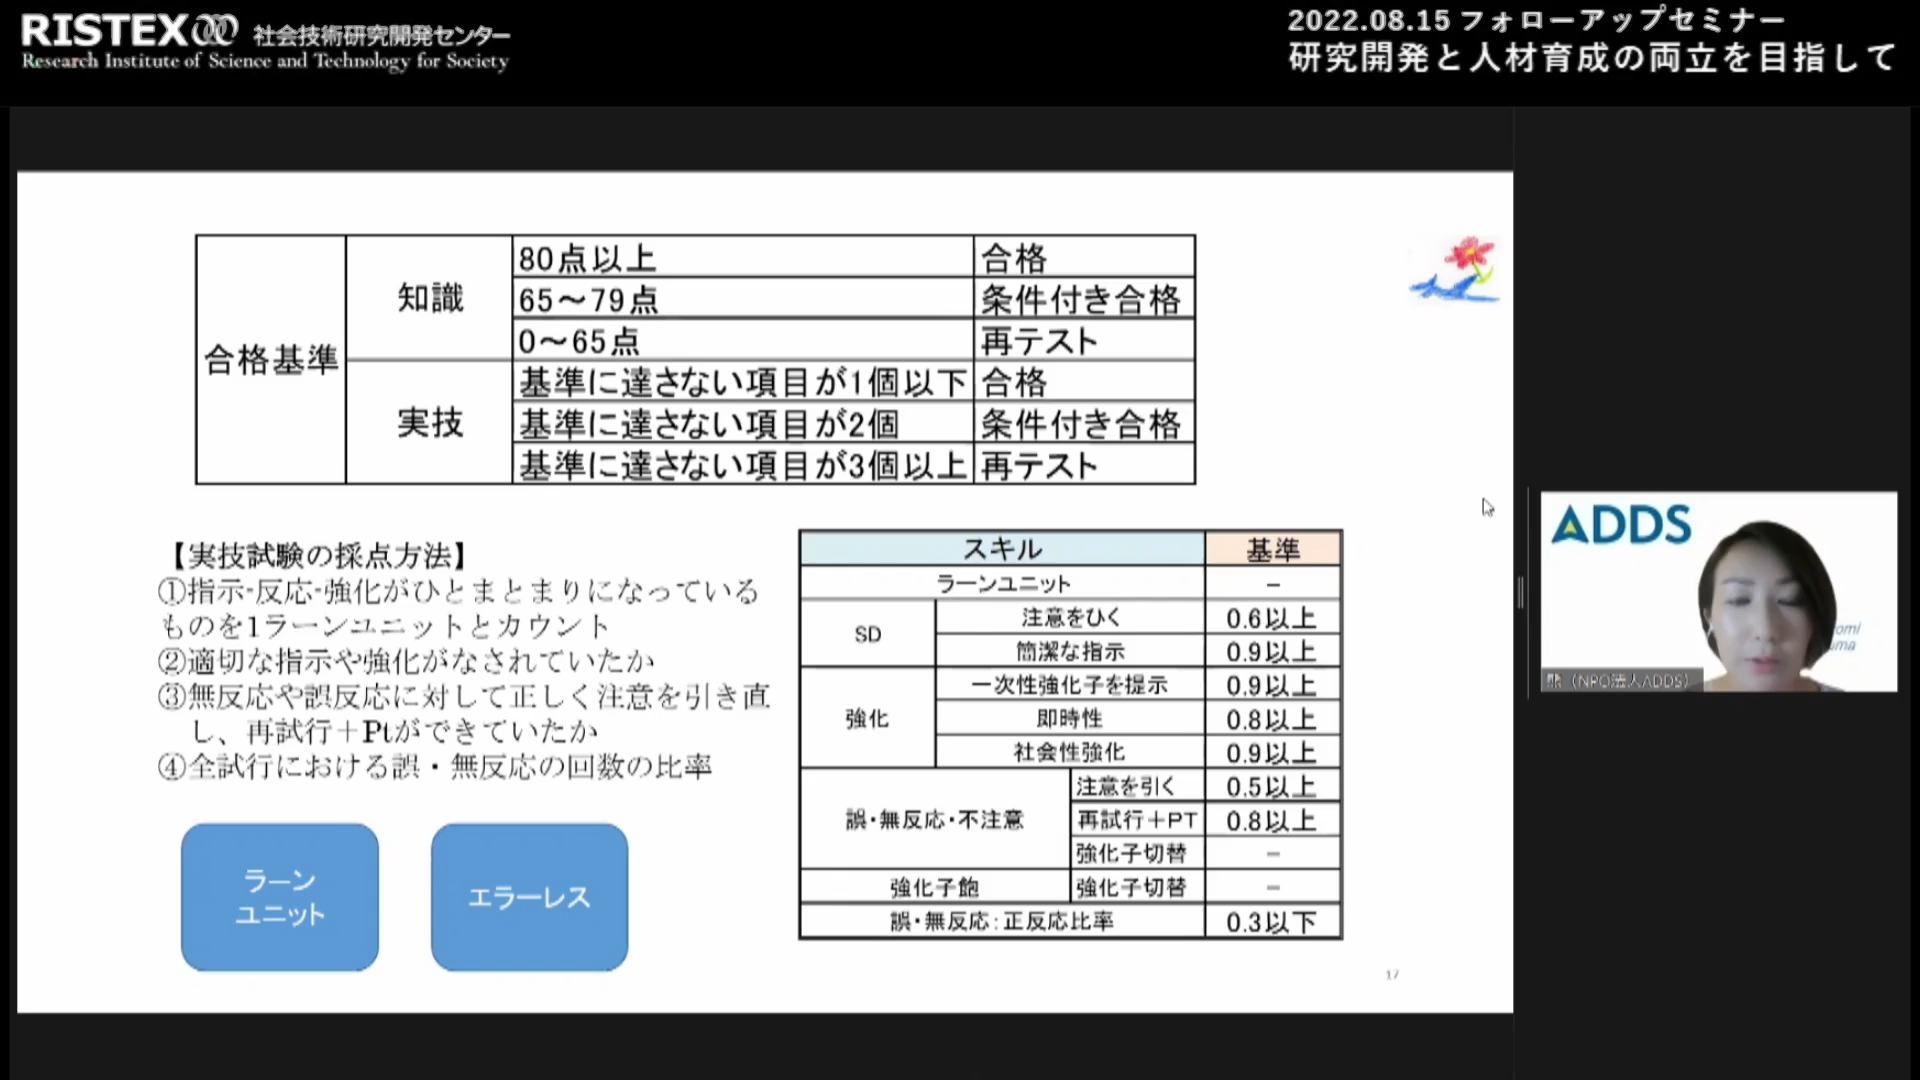 RISTEX 社会技術研究開発センター
Research Institute of Science and Technology for Society
2022.08.15 フォローアップセミナー
研究開発と人材育成の両立を目指して
合格基準
知識
80点以上 合格
65～79点 条件付き合格
0～65点 再テスト
実技
基準に達さない項目が1個以下 合格
基準に達さない項目が2個 条件付き合格
基準に達さない項目が3個以上 再テスト
【実技試験の採点方法】
①指示-反応-強化がひとまとまりになっている
ものを1ラーンユニットとカウント
②適切な指示や強化がなされていたか
③無反応や誤反応に対して正しく注意を引き直
し、再試行＋Ptができていたか
④全試行における誤・無反応の回数の比率
ラーン
ユニット
エラーレス
スキル 基準
ラーンユニット －
SD
注意をひく 0.6以上
簡潔な指示 0.9以上
強化
一次性強化子を提示 0.9以上
即時性 0.8以上
社会性強化 0.9以上
誤・無反応・不注意
注意を引く 0.5以上
再試行＋PT 0.8以上
強化子切替 －
強化子飽 強化子切替 －
誤・無反応：正反応比率 0.3以下
17
ADDS
（NPO法人ADDS）